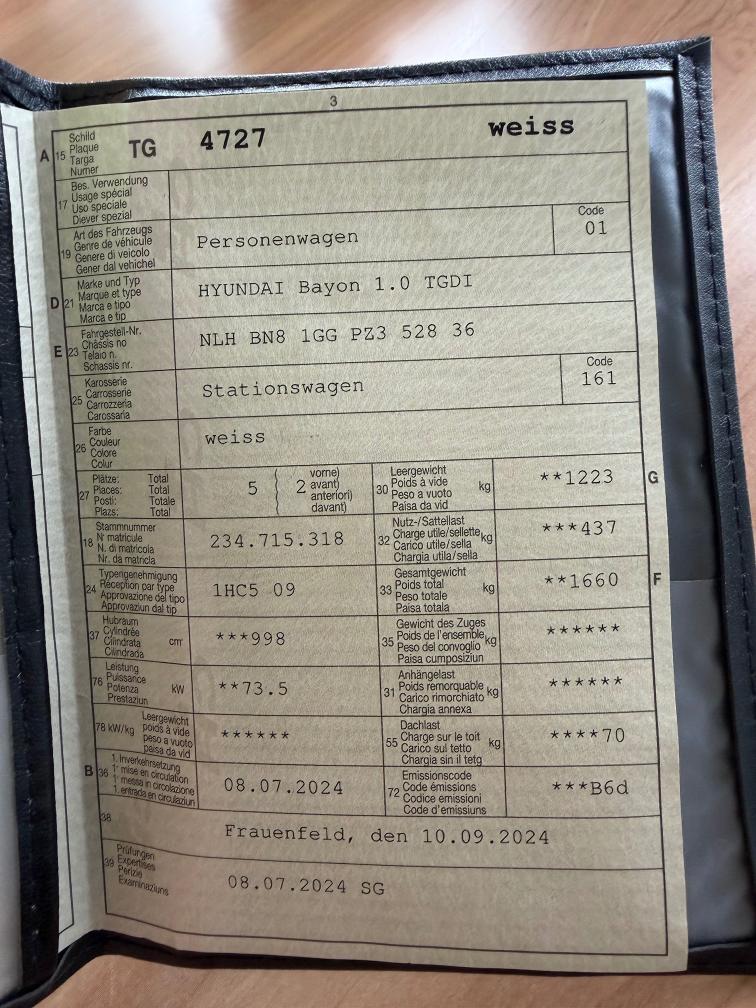 3
A 15 Schild Plaque Targa Numer TG 4727 weiss
17 Bes. Verwendung
Usage spécial
Uso speciale
Diever spezial
19 Art des Fahrzeugs
Genre de véhicule
Genere di veicolo
Gener dal vehichel
Personenwagen
Code
01
D 21 Marke und Typ
Marque et type
Marca e tipo
Marca e tip
HYUNDAI Bayon 1.0 TGDI
E 23 Fahrgestell-Nr.
Châssis no
Telaio n.
Schassis nr.
NLH BN8 1GG PZ3 528 36
25 Karosserie
Carrosserie
Carrozzeria
Carossaria
Stationswagen
Code
161
26 Farbe
Couleur
Colore
Colur
weiss
27 Plätze: Total
Places: Total
Posti: Totale
Plazs: Total
5 2 vorne)
avant)
anteriori)
davant)
30 Leergewicht
Poids à vide
Peso a vuoto
Paisa da vid
kg
**1223 G
18 Stammnummer
N° matricule
N. di matricola
Nr. da matricla
234.715.318
32 Nutz-/Sattellast
Charge utile/sellette
Carico utile/sella
Chargia utila/sella
kg
***437
24 Typengenehmigung
Réception par type
Approvazione del tipo
Approvaziun dal tip
1HC5 09
33 Gesamtgewicht
Poids total
Peso totale
Paisa totala
kg
**1660 F
37 Hubraum
Cylindrée
Cilindrata
Cilindrada
cm³
***998
35 Gewicht des Zuges
Poids de l'ensemble
Peso del convoglio
Paisa cumposiziun
kg
******
76 Leistung
Puissance
Potenza
Prestaziun
kW
**73.5
31 Anhängelast
Poids remorquable
Carico rimorchiato
Chargia annexa
kg
******
78 kW/kg Leergewicht
poids à vide
peso a vuoto
paisa da vid
******
55 Dachlast
Charge sur le toit
Carico sul tetto
Chargia sin il tetg
kg
****70
B 36 1. Inverkehrsetzung
1re mise en circulation
1a messa in circolazione
1. entrada en circulaziun
08.07.2024
72 Emissionscode
Code émissions
Codice emissioni
Code d'emissiuns
***B6d
38
Frauenfeld, den 10.09.2024
39 Prüfungen
Expertises
Perizie
Examinaziuns
08.07.2024 SG